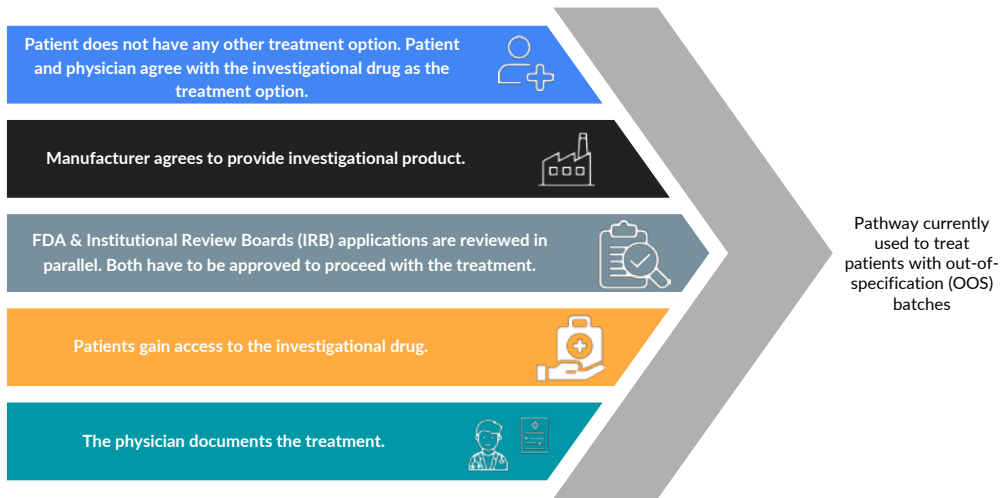 Patient does not have any other treatment option. Patient
and physician agree with the investigational drug as the
treatment option.
Manufacturer agrees to provide investigational product.
FDA & Institutional Review Boards (IRB) applications are reviewed in
parallel. Both have to be approved to proceed with the treatment.
Patients gain access to the investigational drug.
The physician documents the treatment.
Pathway currently
used to treat
patients with out-of-
specification (OOS)
batches